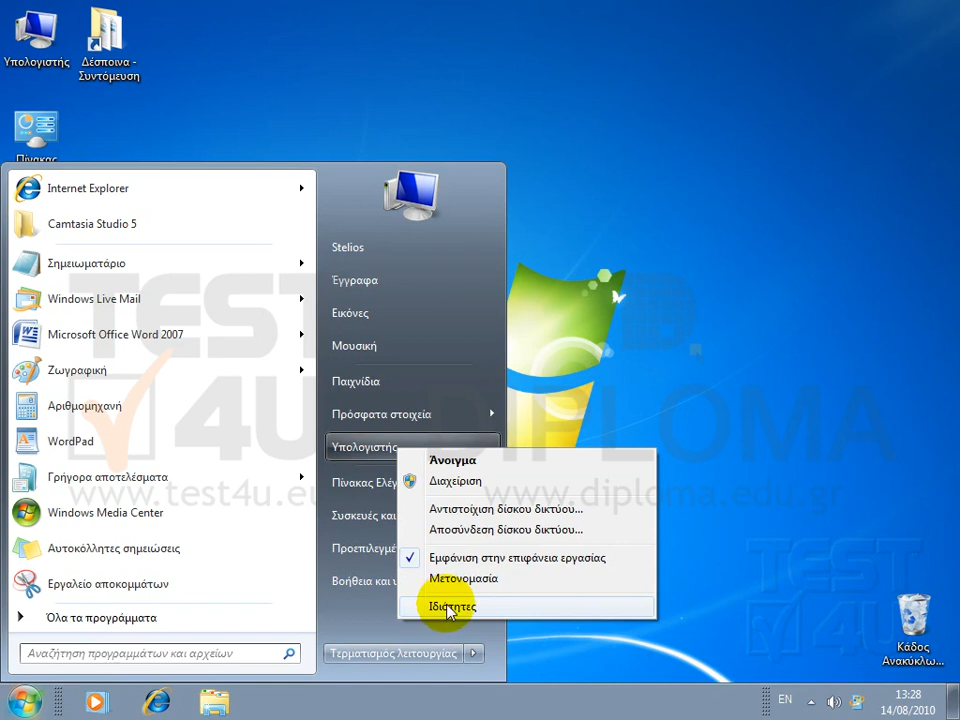 Υπολογιστής
Δέσποινα -
Συντόμευση
Πίνακας
Internet Explorer
Camtasia Studio 5
Σημειωματάριο
Windows Live Mail
Microsoft Office Word 2007
Ζωγραφική
Αριθμομηχανή
WordPad
Γρήγορα αποτελέσματα
Windows Media Center
Αυτοκόλλητες σημειώσεις
Εργαλείο αποκομμάτων
Όλα τα προγράμματα
Αναζήτηση προγραμμάτων και αρχείων
Stelios
Έγγραφα
Εικόνες
Μουσική
Παιχνίδια
Πρόσφατα στοιχεία
Υπολογιστής
Πίνακας Ελέγ
Συσκευές και
Προεπιλεγμέ
Βοήθεια και υ
Τερματισμός λειτουργίας
Άνοιγμα
Διαχείριση
Αντιστοίχιση δίσκου δικτύου...
Αποσύνδεση δίσκου δικτύου...
Εμφάνιση στην επιφάνεια εργασίας
Μετονομασία
Ιδιότητες
TEST
4U
DIPLOMA
www.test4u.eu
www.diploma.edu.gr
TEST
4U
Κάδος
Ανακύκλω...
EN
13:28
14/08/2010